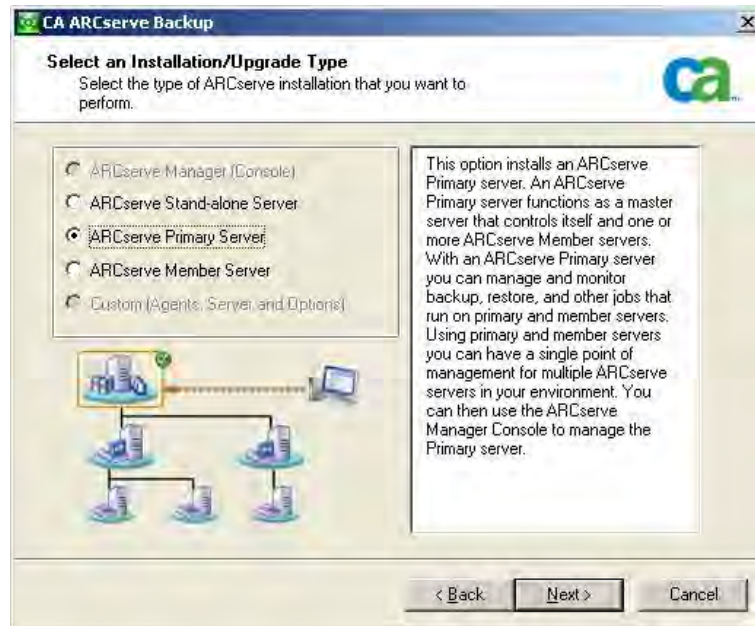 CA ARCserve Backup
Select an Installation/Upgrade Type
Select the type of ARCserve installation that you want to
perform.
ca
ARCserve Manager (Console)
ARCserve Stand-alone Server
ARCserve Primary Server
ARCserve Member Server
Custom (Agents, Server and Options)
This option installs an ARCserve
Primary server. An ARCserve
Primary server functions as a master
server that controls itself and one or
more ARCserve Member servers.
With an ARCserve Primary server
you can manage and monitor
backup, restore, and other jobs that
run on primary and member servers.
Using primary and member servers
you can have a single point of
management for multiple ARCserve
servers in your environment. You
can then use the ARCserve
Manager Console to manage the
Primary server.
< Back
Next >
Cancel